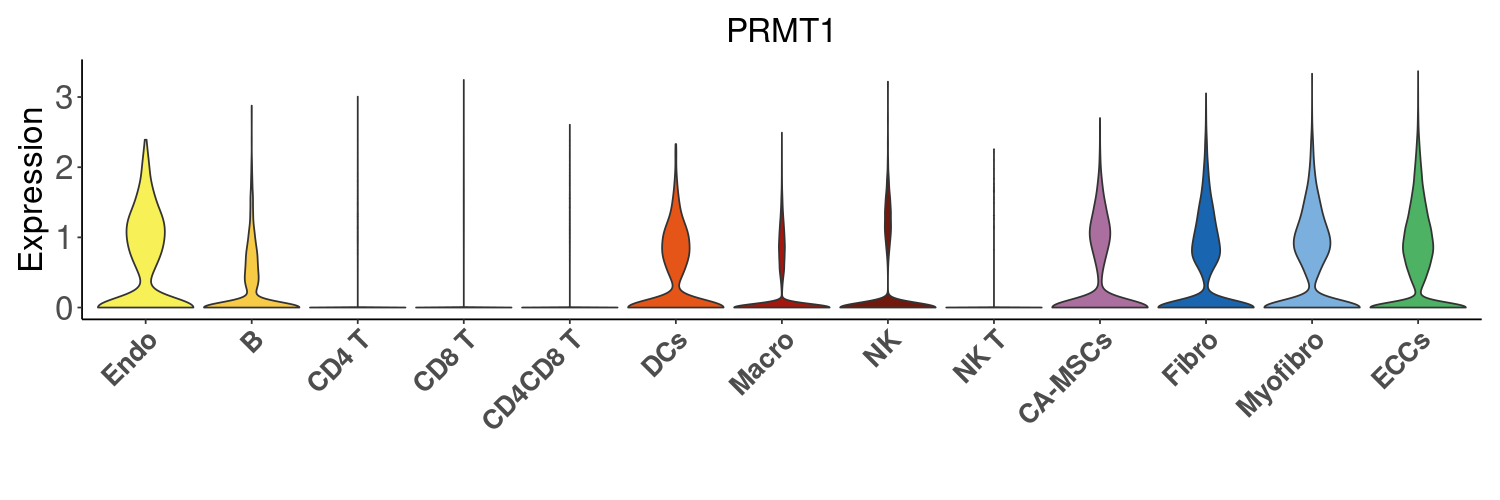 PRMT1
Expression
3
2
1
0
Endo
B
CD4 T
CD8 T
CD4CD8 T
DCs
Macro
NK
NK T
CA-MSCs
Fibro
Myofibro
ECCs